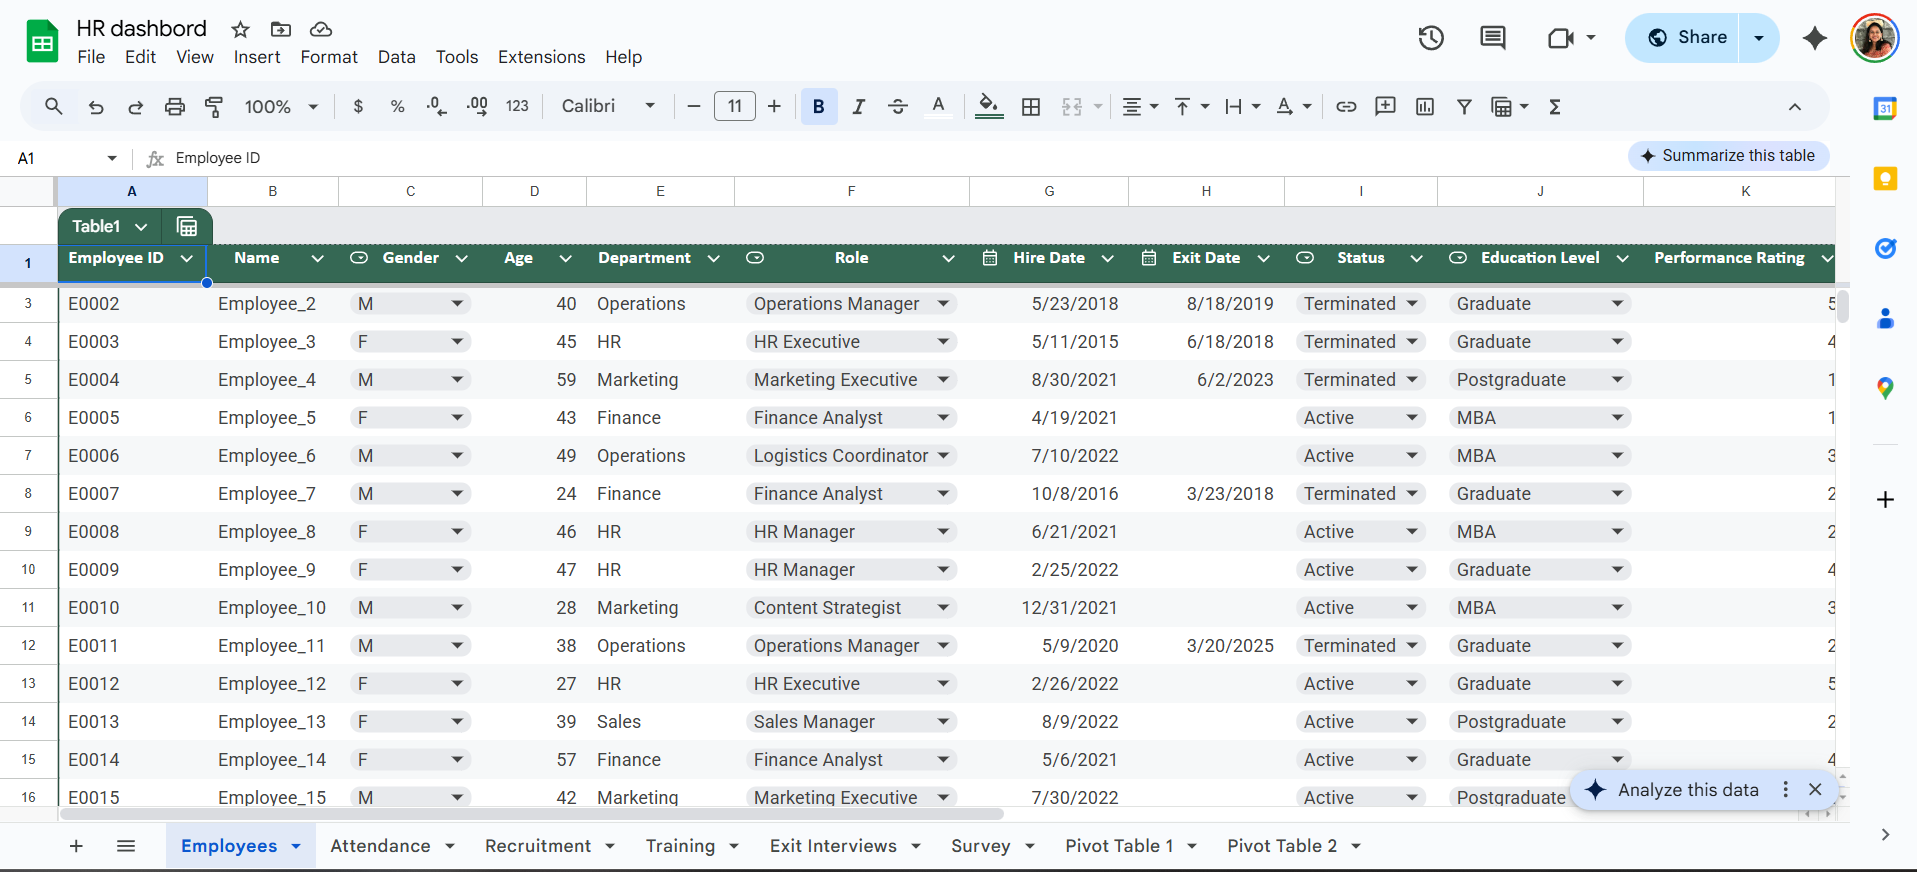 HR dashbord
File Edit View Insert Format Data Tools Extensions Help
Share
100% $ % .0 .00 123 Calibri 11 B I A Σ
31
A1 fx Employee ID
Summarize this table
A B C D E F G H I J K
Table1
1 Employee ID Name Gender Age Department Role Hire Date Exit Date Status Education Level Performance Rating
3 E0002 Employee_2 M 40 Operations Operations Manager 5/23/2018 8/18/2019 Terminated Graduate 5
4 E0003 Employee_3 F 45 HR HR Executive 5/11/2015 6/18/2018 Terminated Graduate 4
5 E0004 Employee_4 M 59 Marketing Marketing Executive 8/30/2021 6/2/2023 Terminated Postgraduate 1
6 E0005 Employee_5 F 43 Finance Finance Analyst 4/19/2021 Active MBA 1
7 E0006 Employee_6 M 49 Operations Logistics Coordinator 7/10/2022 Active MBA 3
8 E0007 Employee_7 M 24 Finance Finance Analyst 10/8/2016 3/23/2018 Terminated Graduate 2
9 E0008 Employee_8 F 46 HR HR Manager 6/21/2021 Active MBA 2
10 E0009 Employee_9 F 47 HR HR Manager 2/25/2022 Active Graduate 4
11 E0010 Employee_10 M 28 Marketing Content Strategist 12/31/2021 Active MBA 3
12 E0011 Employee_11 M 38 Operations Operations Manager 5/9/2020 3/20/2025 Terminated Graduate 2
13 E0012 Employee_12 F 27 HR HR Executive 2/26/2022 Active Graduate 5
14 E0013 Employee_13 F 39 Sales Sales Manager 8/9/2022 Active Postgraduate 2
15 E0014 Employee_14 F 57 Finance Finance Analyst 5/6/2021 Active Graduate 4
16 E0015 Employee_15 M 42 Marketing Marketing Executive 7/30/2022 Active Postgraduate
Analyze this data
Employees Attendance Recruitment Training Exit Interviews Survey Pivot Table 1 Pivot Table 2